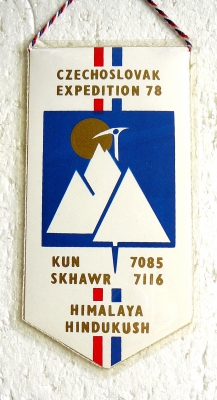 CZECHOSLOVAK
EXPEDITION 78
KUN 7085
SKHAWR 7116
HIMALAYA
HINDUKUSH